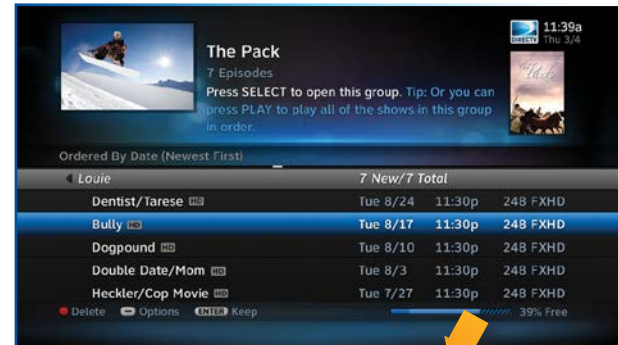 11:39a
DIRECTV Thu 3/4
The Pack
7 Episodes
Press SELECT to open this group. Tip: Or you can
press PLAY to play all of the shows in this group
in order.
Ordered By Date (Newest First)
Louie 7 New/7 Total
Dentist/Tarese HD Tue 8/24 11:30p 248 FXHD
Bully HD Tue 8/17 11:30p 248 FXHD
Dogpound HD Tue 8/10 11:30p 248 FXHD
Double Date/Mom HD Tue 8/3 11:30p 248 FXHD
Heckler/Cop Movie HD Tue 7/27 11:30p 248 FXHD
Delete Options ENTER Keep 39% Free